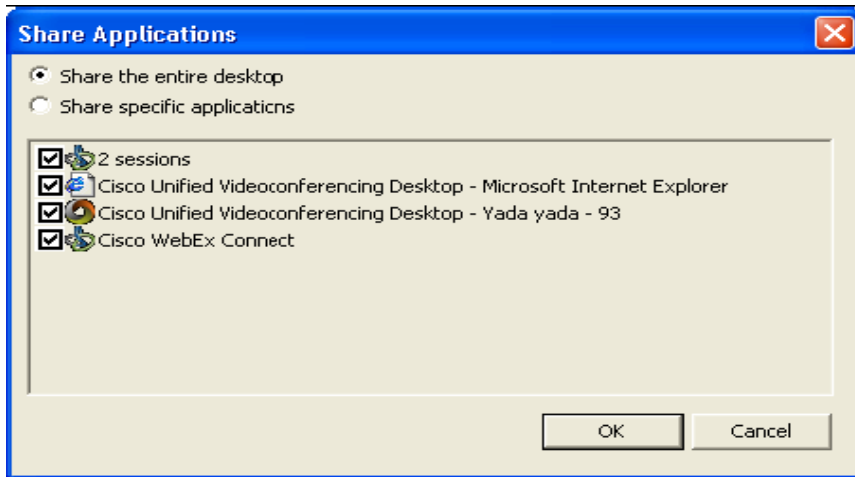 Share Applications
Share the entire desktop
Share specific applications
2 sessions
Cisco Unified Videoconferencing Desktop - Microsoft Internet Explorer
Cisco Unified Videoconferencing Desktop - Yada yada - 93
Cisco WebEx Connect
OK Cancel